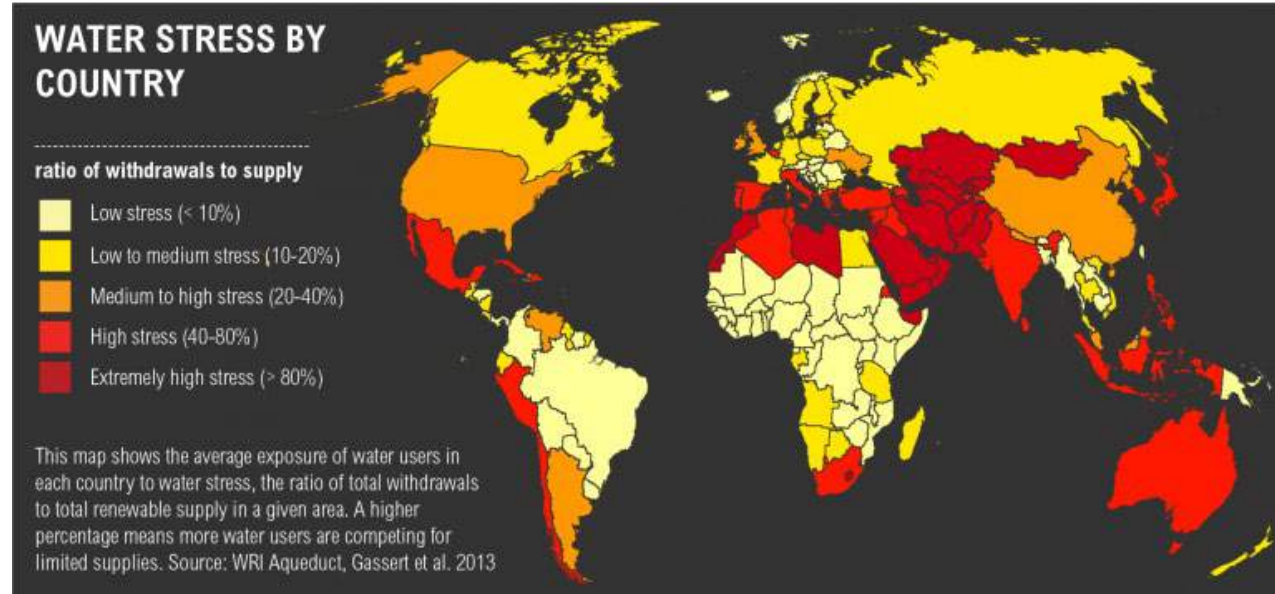 WATER STRESS BY
COUNTRY
ratio of withdrawals to supply
Low stress (< 10%)
Low to medium stress (10-20%)
Medium to high stress (20-40%)
High stress (40-80%)
Extremely high stress (> 80%)
This map shows the average exposure of water users in
each country to water stress, the ratio of total withdrawals
to total renewable supply in a given area. A higher
percentage means more water users are competing for
limited supplies. Source: WRI Aqueduct, Gassert et al. 2013